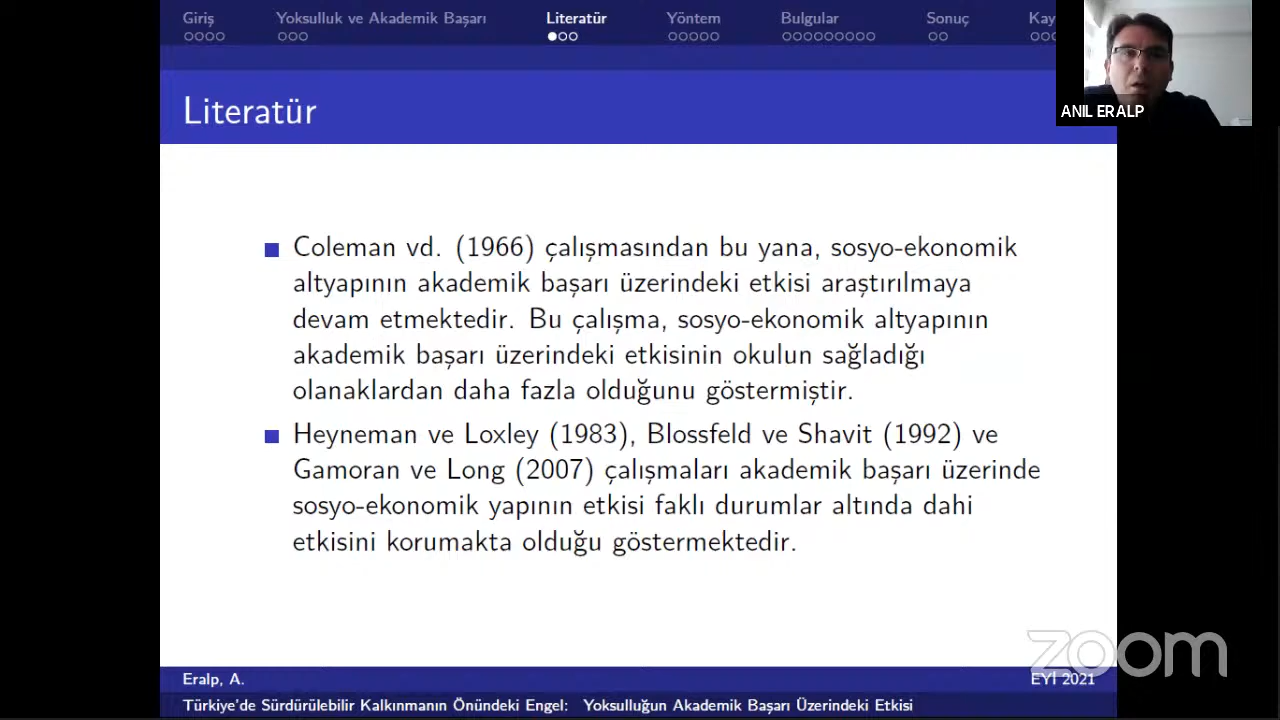 Giriş Yoksulluk ve Akademik Başarı Literatür Yöntem Bulgular Sonuç Kay
ANIL ERALP
Literatür
Coleman vd. (1966) çalışmasından bu yana, sosyo-ekonomik
altyapının akademik başarı üzerindeki etkisi araştırılmaya
devam etmektedir. Bu çalışma, sosyo-ekonomik altyapının
akademik başarı üzerindeki etkisinin okulun sağladığı
olanaklardan daha fazla olduğunu göstermiştir.
Heyneman ve Loxley (1983), Blossfeld ve Shavit (1992) ve
Gamoran ve Long (2007) çalışmaları akademik başarı üzerinde
sosyo-ekonomik yapının etkisi faklı durumlar altında dahi
etkisini korumakta olduğu göstermektedir.
zoom
Eralp, A. EYİ 2021
Türkiye'de Sürdürülebilir Kalkınmanın Önündeki Engel: Yoksulluğun Akademik Başarı Üzerindeki Etkisi